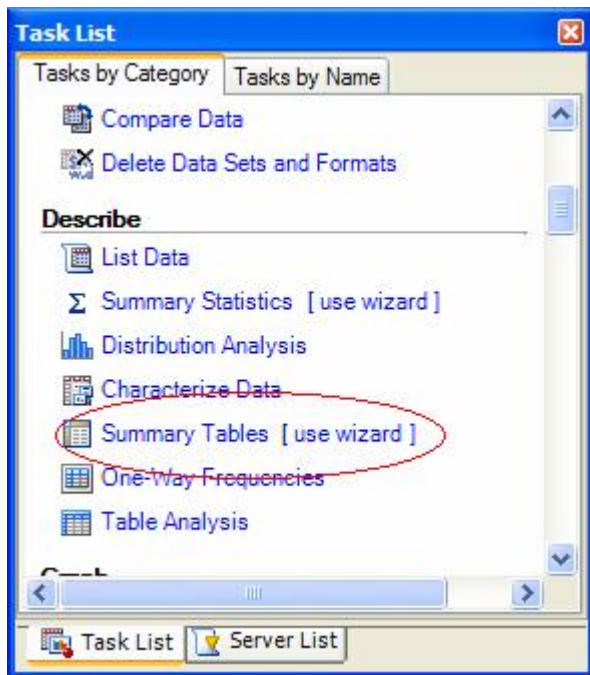 Task List
Tasks by Category Tasks by Name
Compare Data
Delete Data Sets and Formats
Describe
List Data
Σ Summary Statistics [ use wizard ]
Distribution Analysis
Characterize Data
Summary Tables [ use wizard ]
One-Way Frequencies
Table Analysis
Task List Server List